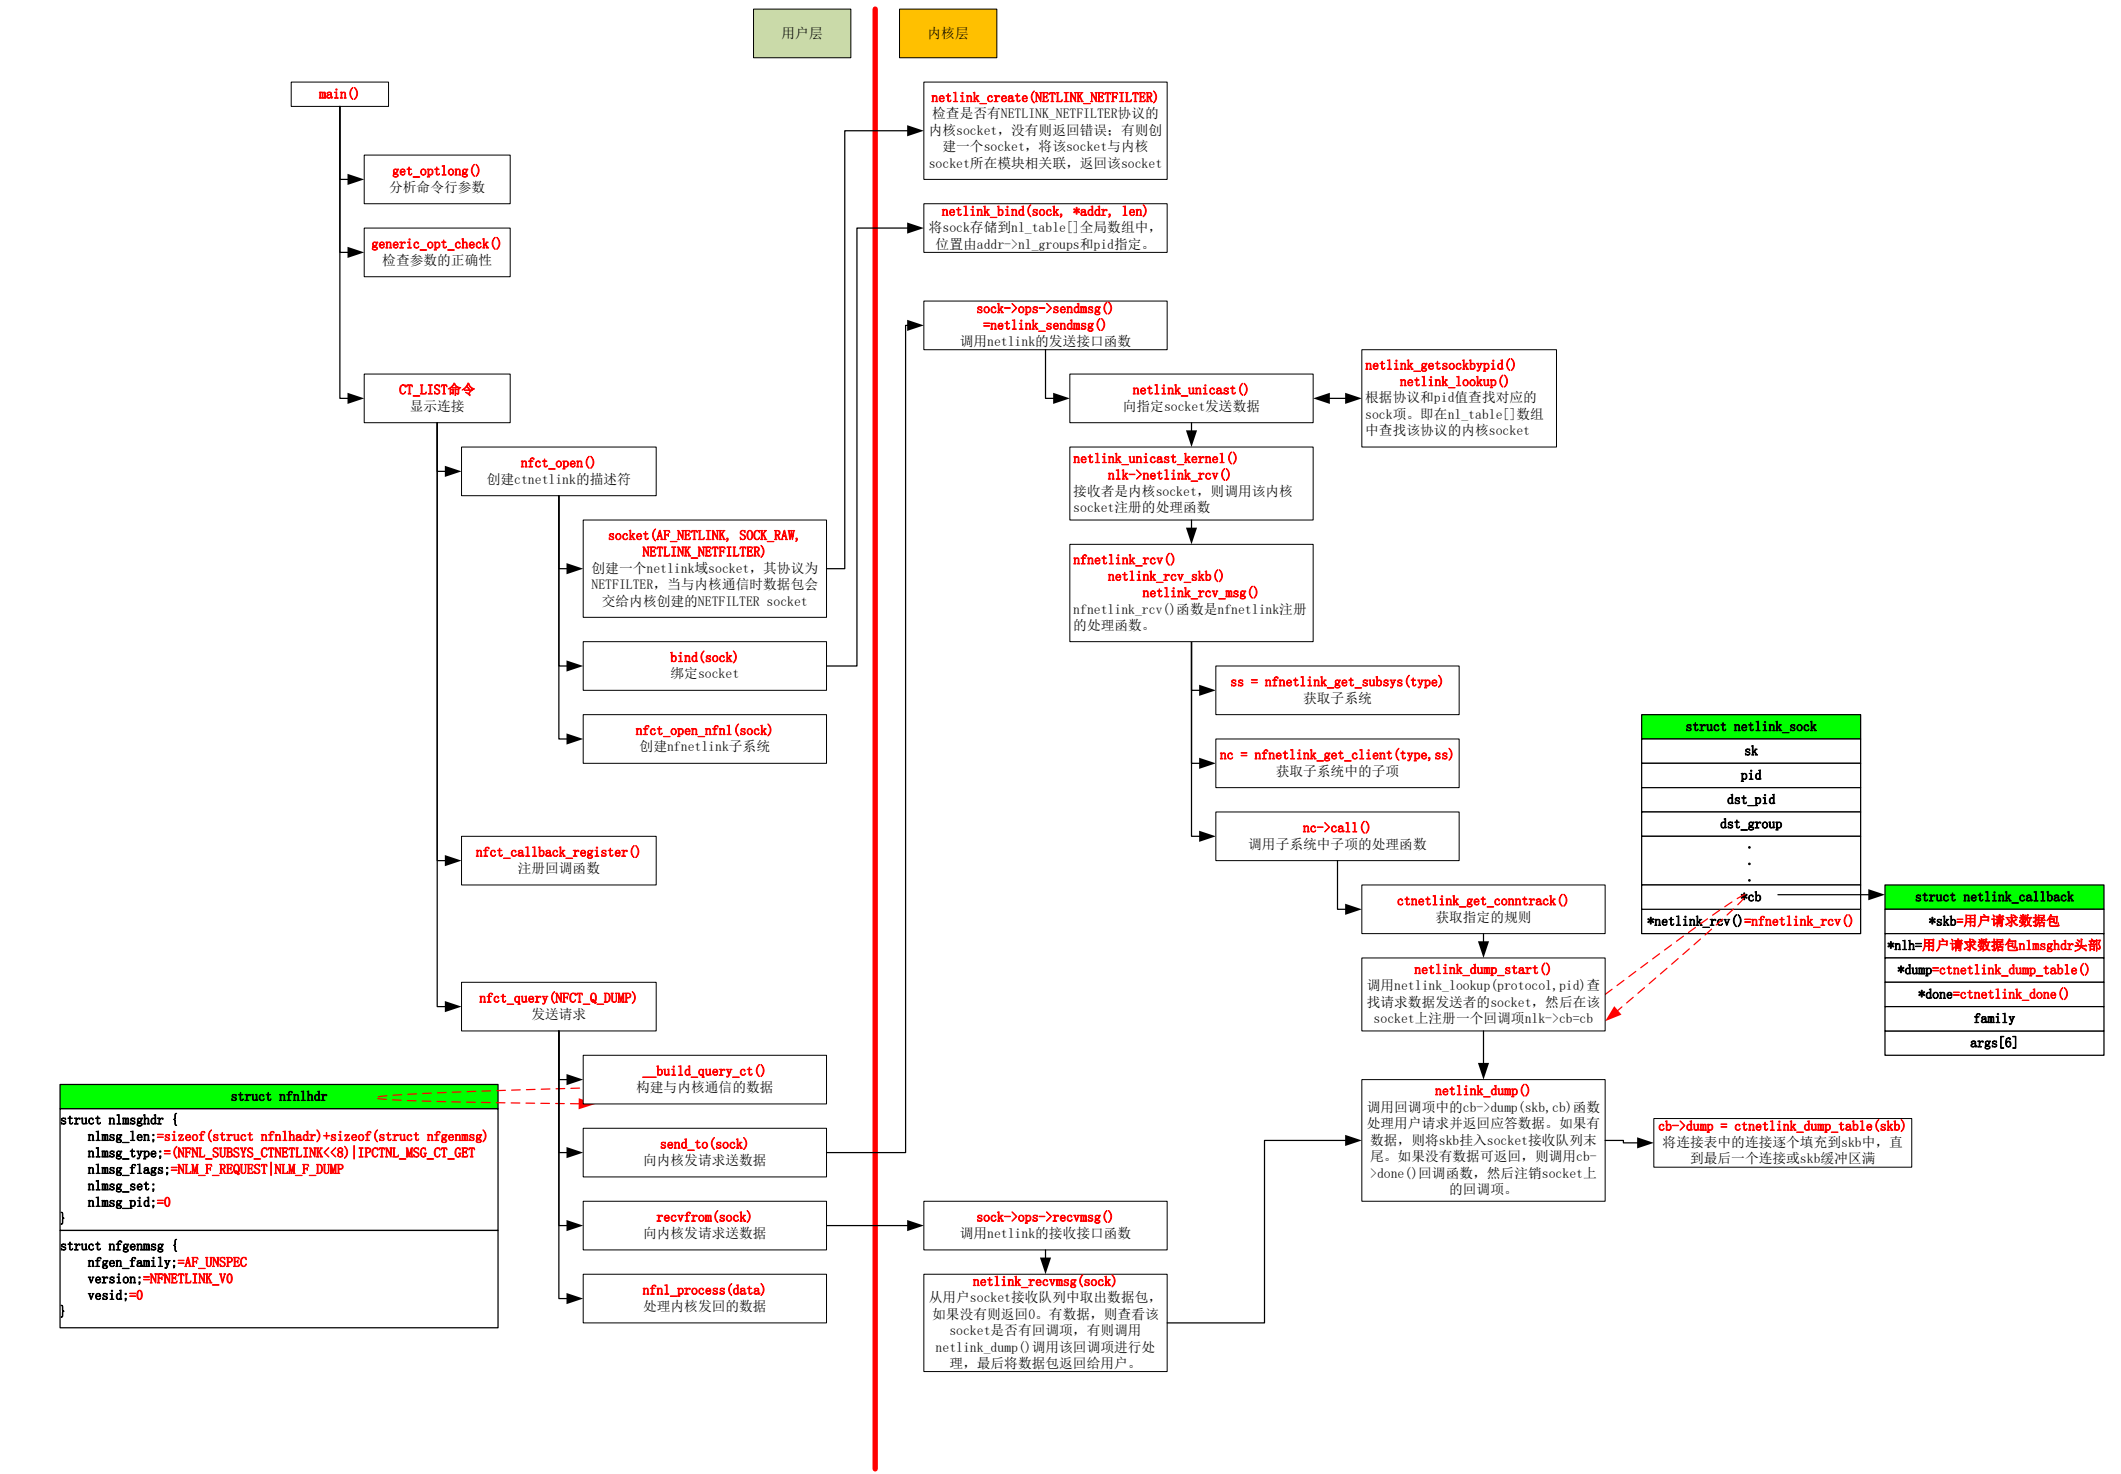 用户层
内核层
main()
get_optlong()
分析命令行参数
generic_opt_check()
检查参数的正确性
CT_LIST命令
显示连接
nfct_open()
创建ctnetlink的描述符
socket(AF_NETLINK, SOCK_RAW,
NETLINK_NETFILTER)
创建一个netlink域socket，其协议为
NETFILTER，当与内核通信时数据包会
交给内核创建的NETFILTER socket
bind(sock)
绑定socket
nfct_open_nfnl(sock)
创建nfnetlink子系统
nfct_callback_register()
注册回调函数
nfct_query(NFCT_Q_DUMP)
发送请求
__build_query_ct()
构建与内核通信的数据
send_to(sock)
向内核发请求送数据
recvfrom(sock)
向内核发请求送数据
nfnl_process(data)
处理内核发回的数据
struct nfnlhdr
struct nlmsghdr {
nlmsg_len;=sizeof(struct nfnlhadr)+sizeof(struct nfgenmsg)
nlmsg_type;=(NFNL_SUBSYS_CTNETLINK<<8)|IPCTNL_MSG_CT_GET
nlmsg_flags;=NLM_F_REQUEST|NLM_F_DUMP
nlmsg_set;
nlmsg_pid;=0
}
struct nfgenmsg {
nfgen_family;=AF_UNSPEC
version;=NFNETLINK_V0
vesid;=0
}
netlink_create(NETLINK_NETFILTER)
检查是否有NETLINK_NETFILTER协议的
内核socket，没有则返回错误；有则创
建一个socket，将该socket与内核
socket所在模块相关联，返回该socket
netlink_bind(sock, *addr, len)
将sock存储到nl_table[]全局数组中，
位置由addr->nl_groups和pid指定。
sock->ops->sendmsg()
=netlink_sendmsg()
调用netlink的发送接口函数
netlink_unicast()
向指定socket发送数据
netlink_getsockbypid()
netlink_lookup()
根据协议和pid值查找对应的
sock项。即在nl_table[]数组
中查找该协议的内核socket
netlink_unicast_kernel()
nlk->netlink_rcv()
接收者是内核socket，则调用该内核
socket注册的处理函数
nfnetlink_rcv()
netlink_rcv_skb()
netlink_rcv_msg()
nfnetlink_rcv()函数是nfnetlink注册
的处理函数。
ss = nfnetlink_get_subsys(type)
获取子系统
nc = nfnetlink_get_client(type,ss)
获取子系统中的子项
nc->call()
调用子系统中子项的处理函数
ctnetlink_get_conntrack()
获取指定的规则
netlink_dump_start()
调用netlink_lookup(protocol,pid)查
找请求数据发送者的socket，然后在该
socket上注册一个回调项nlk->cb=cb
netlink_dump()
调用回调项中的cb->dump(skb,cb)函数
处理用户请求并返回应答数据。如果有
数据，则将skb挂入socket接收队列末
尾。如果没有数据可返回，则调用cb-
>done()回调函数，然后注销socket上
的回调项。
cb->dump = ctnetlink_dump_table(skb)
将连接表中的连接逐个填充到skb中，直
到最后一个连接或skb缓冲区满
sock->ops->recvmsg()
调用netlink的接收接口函数
netlink_recvmsg(sock)
从用户socket接收队列中取出数据包，
如果没有则返回0。有数据，则查看该
socket是否有回调项，有则调用
netlink_dump()调用该回调项进行处
理，最后将数据包返回给用户。
struct netlink_sock
sk
pid
dst_pid
dst_group
.
.
.
*cb
*netlink_rcv()=nfnetlink_rcv()
struct netlink_callback
*skb=用户请求数据包
*nlh=用户请求数据包nlmsghdr头部
*dump=ctnetlink_dump_table()
*done=ctnetlink_done()
family
args[6]